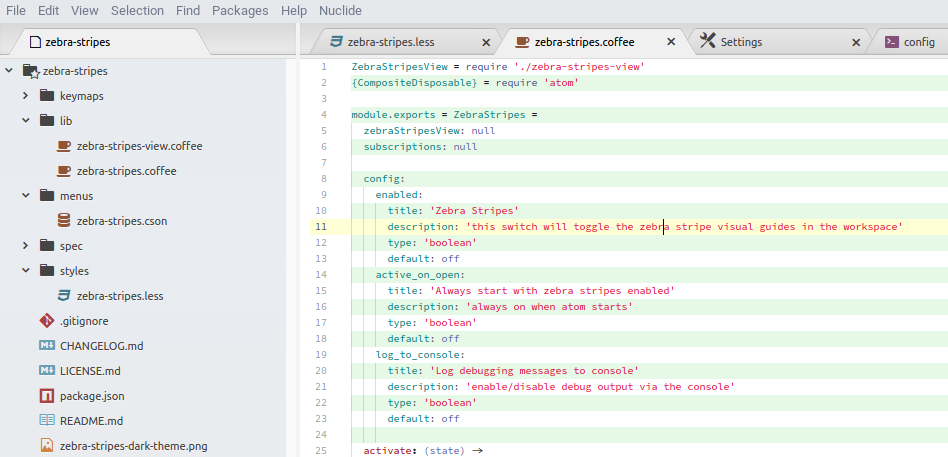 File Edit View Selection Find Packages Help Nuclide
zebra-stripes
zebra-stripes.less
zebra-stripes.coffee
Settings
config
zebra-stripes
keymaps
lib
zebra-stripes-view.coffee
zebra-stripes.coffee
menus
zebra-stripes.cson
spec
styles
zebra-stripes.less
.gitignore
CHANGELOG.md
LICENSE.md
package.json
README.md
zebra-stripes-dark-theme.png
1 ZebraStripesView = require './zebra-stripes-view'
2 {CompositeDisposable} = require 'atom'
3
4 module.exports = ZebraStripes =
5 zebraStripesView: null
6 subscriptions: null
7
8 config:
9 enabled:
10 title: 'Zebra Stripes'
11 description: 'this switch will toggle the zebra stripe visual guides in the workspace'
12 type: 'boolean'
13 default: off
14 active_on_open:
15 title: 'Always start with zebra stripes enabled'
16 description: 'always on when atom starts'
17 type: 'boolean'
18 default: off
19 log_to_console:
20 title: 'Log debugging messages to console'
21 description: 'enable/disable debug output via the console'
22 type: 'boolean'
23 default: off
24
25 activate: (state) ->